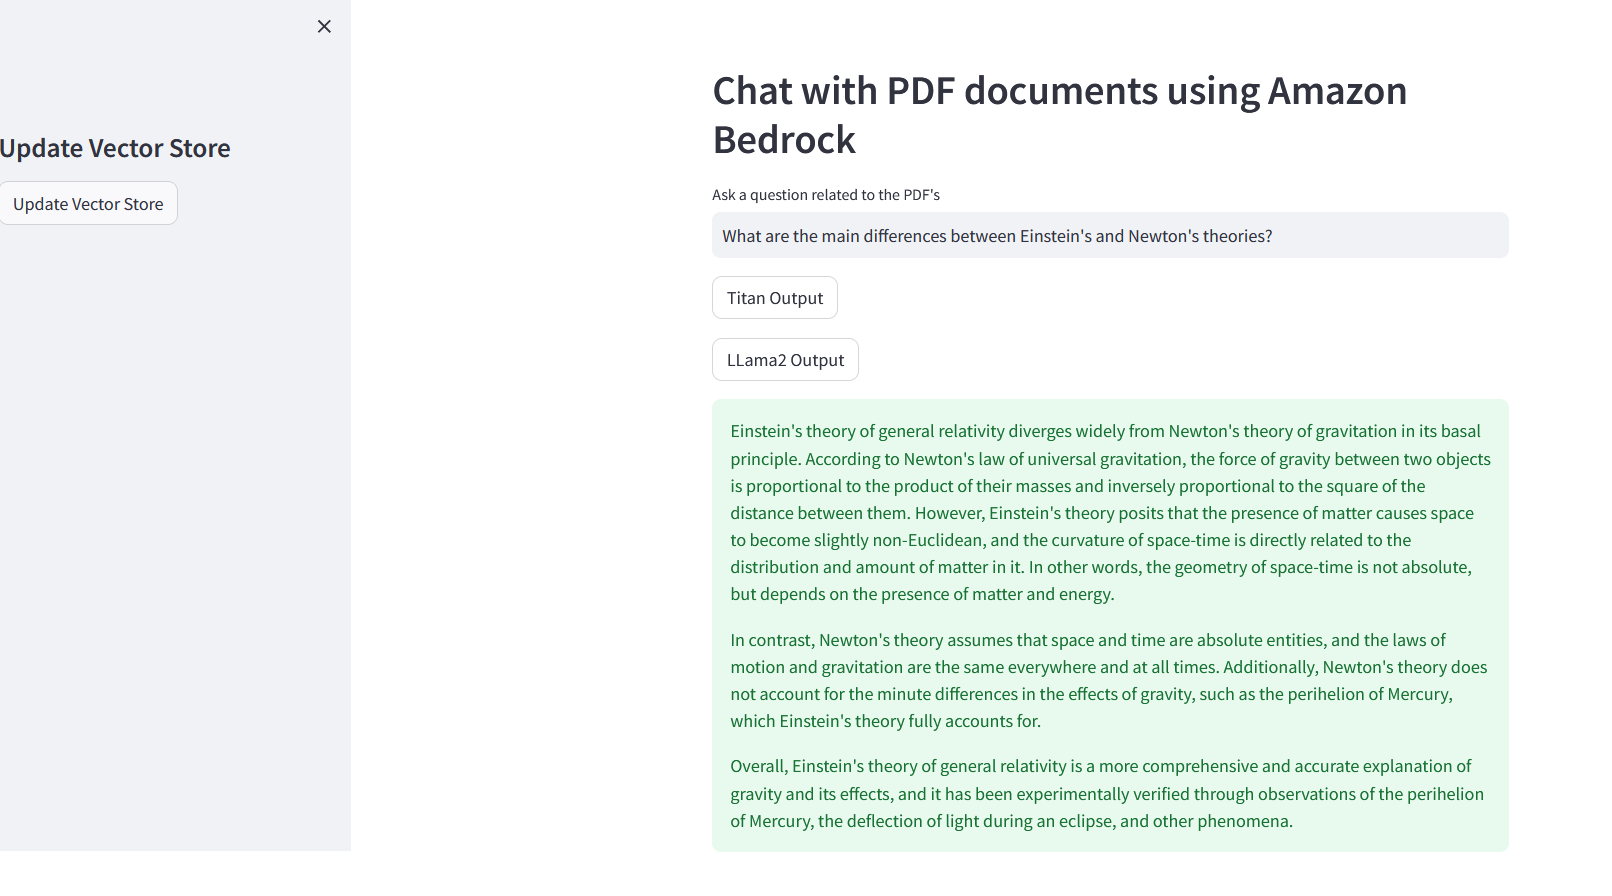 Update Vector Store
Update Vector Store
Chat with PDF documents using Amazon
Bedrock
Ask a question related to the PDF's
What are the main differences between Einstein's and Newton's theories?
Titan Output
LLama2 Output
Einstein's theory of general relativity diverges widely from Newton's theory of gravitation in its basal
principle. According to Newton's law of universal gravitation, the force of gravity between two objects
is proportional to the product of their masses and inversely proportional to the square of the
distance between them. However, Einstein's theory posits that the presence of matter causes space
to become slightly non-Euclidean, and the curvature of space-time is directly related to the
distribution and amount of matter in it. In other words, the geometry of space-time is not absolute,
but depends on the presence of matter and energy.
In contrast, Newton's theory assumes that space and time are absolute entities, and the laws of
motion and gravitation are the same everywhere and at all times. Additionally, Newton's theory does
not account for the minute differences in the effects of gravity, such as the perihelion of Mercury,
which Einstein's theory fully accounts for.
Overall, Einstein's theory of general relativity is a more comprehensive and accurate explanation of
gravity and its effects, and it has been experimentally verified through observations of the perihelion
of Mercury, the deflection of light during an eclipse, and other phenomena.